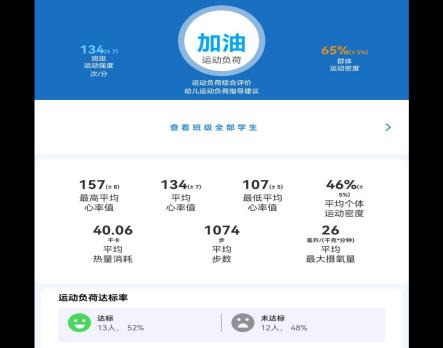 134(± 7)
班级
运动强度
次/分
加油
运动负荷
65%(± 5%)
群体
运动密度
运动负荷综合评价
幼儿运动负荷指导建议
查看班级全部学生
157(± 8)
最高平均
心率值
134(± 7)
平均
心率值
107(± 5)
最低平均
心率值
46%(±
5%)
平均个体
运动密度
40.06
千卡
平均
热量消耗
1074
步
平均
步数
26
毫升/(千克*分钟)
平均
最大摄氧量
运动负荷达标率
达标
13人， 52%
未达标
12人， 48%